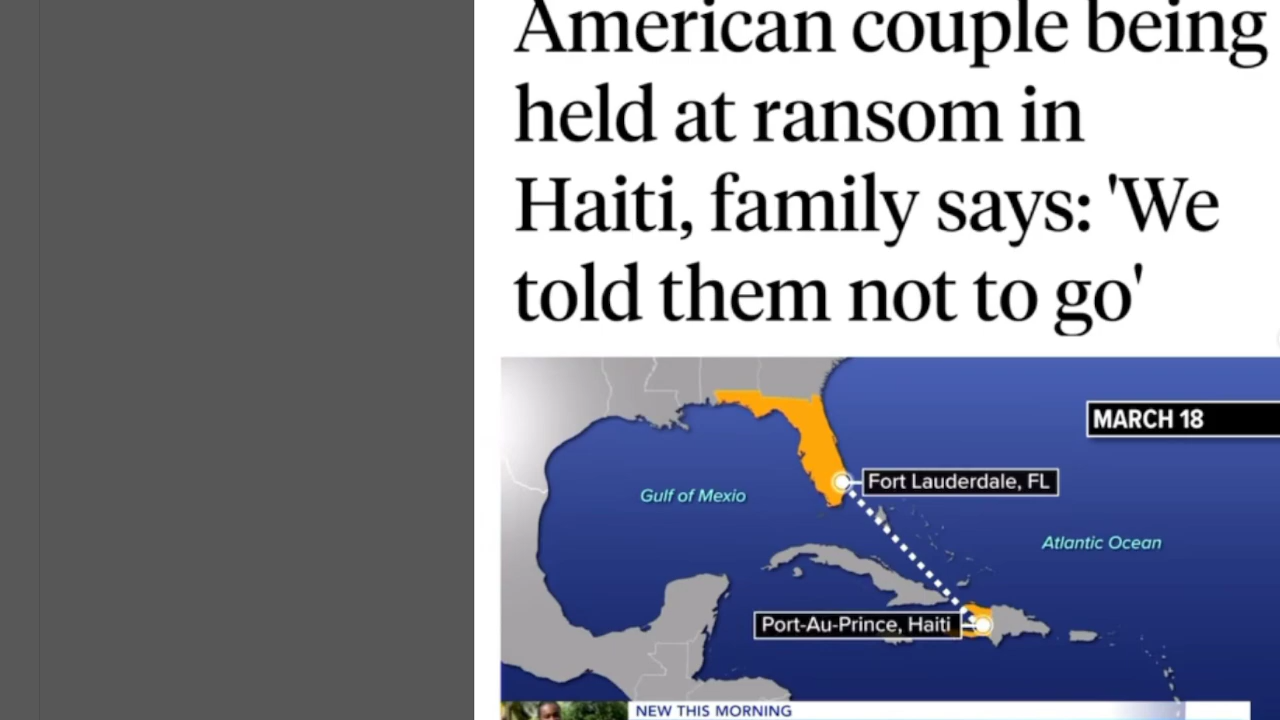 American couple being
held at ransom in
Haiti, family says: 'We
told them not to go'
MARCH 18
Fort Lauderdale, FL
Gulf of Mexio
Atlantic Ocean
Port-Au-Prince, Haiti
NEW THIS MORNING